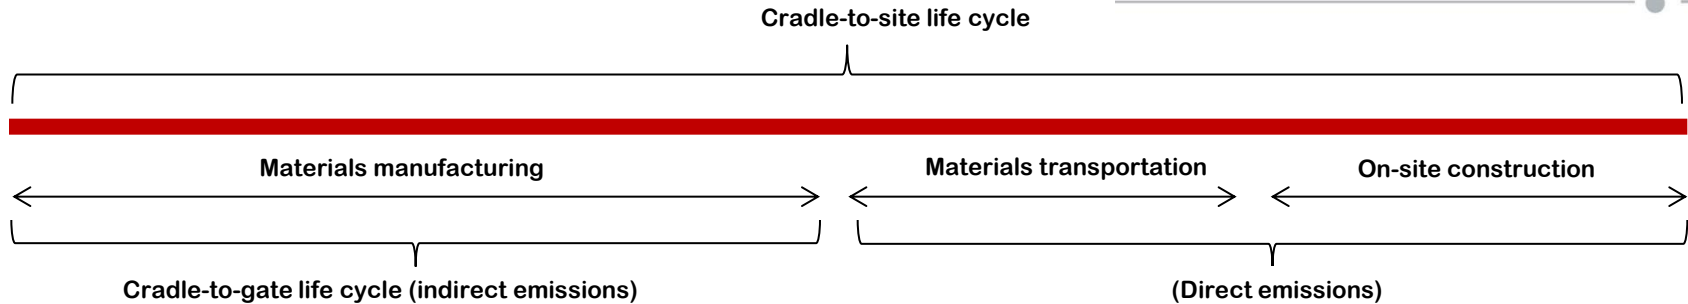 Cradle-to-site life cycle
Materials manufacturing
Materials transportation
On-site construction
Cradle-to-gate life cycle (indirect emissions)
(Direct emissions)